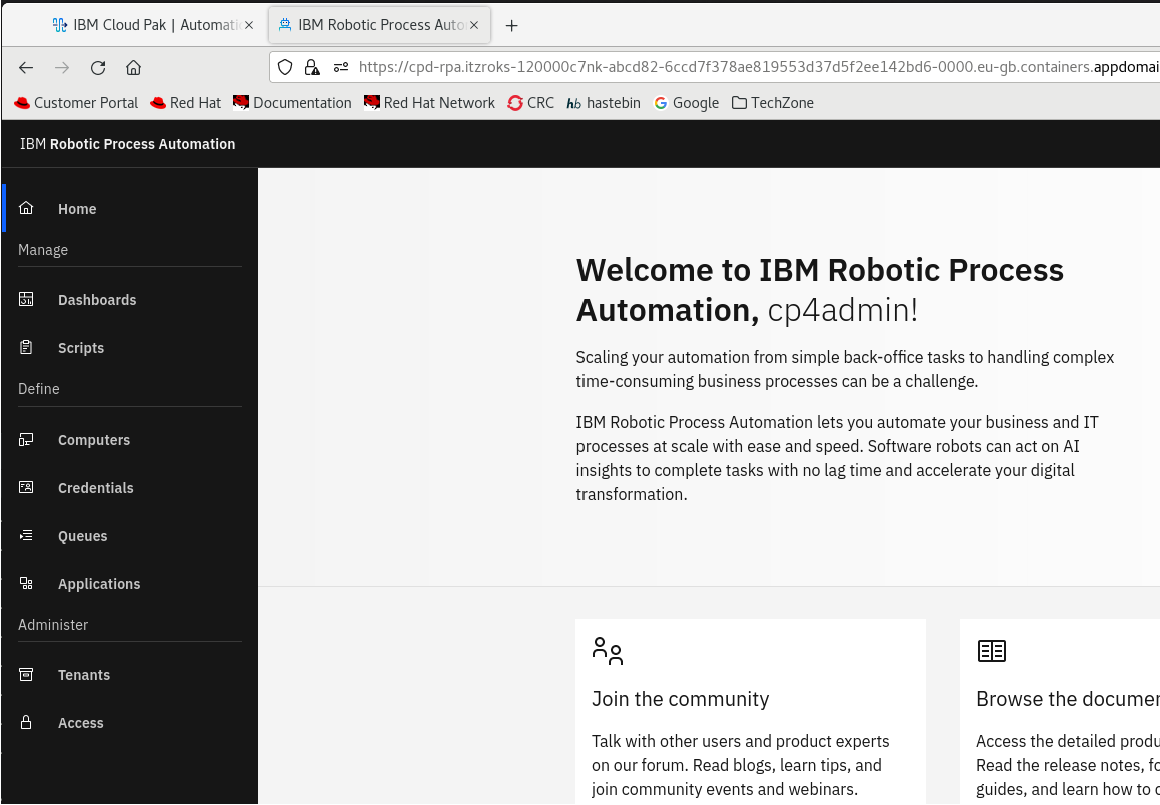 IBM Cloud Pak | Automati
IBM Robotic Process Auto
https://cpd-rpa.itzroks-120000c7nk-abcd82-6ccd7f378ae819553d37d5f2ee142bd6-0000.eu-gb.containers.appdomai
Customer Portal Red Hat Documentation Red Hat Network CRC hb hastebin Google TechZone
IBM Robotic Process Automation
Home
Manage
Dashboards
Scripts
Define
Computers
Credentials
Queues
Applications
Administer
Tenants
Access
Welcome to IBM Robotic Process
Automation, cp4admin!
Scaling your automation from simple back-office tasks to handling complex
time-consuming business processes can be a challenge.
IBM Robotic Process Automation lets you automate your business and IT
processes at scale with ease and speed. Software robots can act on AI
insights to complete tasks with no lag time and accelerate your digital
transformation.
Join the community
Talk with other users and product experts
on our forum. Read blogs, learn tips, and
join community events and webinars.
Browse the documen
Access the detailed produ
Read the release notes, fo
guides, and learn how to c